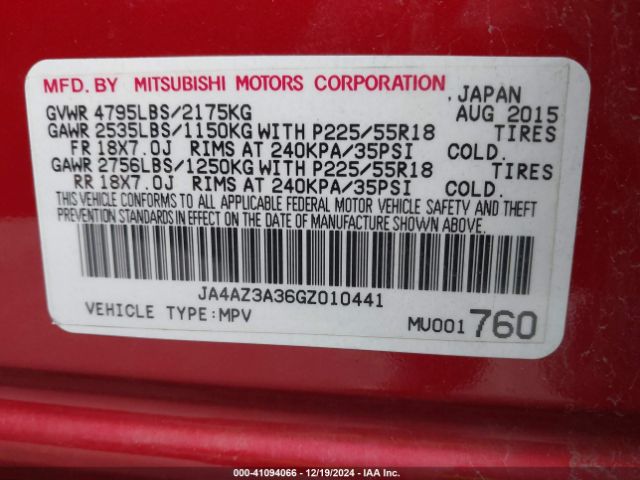 MFD. BY MITSUBISHI MOTORS CORPORATION , JAPAN
GVWR 4795LBS/2175KG AUG 2015
GAWR 2535LBS/1150KG WITH P225/55R18 TIRES
FR 18X7.0J RIMS AT 240KPA/35PSI COLD.
GAWR 2756LBS/1250KG WITH P225/55R18 TIRES
RR 18X7.0J RIMS AT 240KPA/35PSI COLD.
THIS VEHICLE CONFORMS TO ALL APPLICABLE FEDERAL MOTOR VEHICLE SAFETY AND THEFT
PREVENTION STANDARDS IN EFFECT ON THE DATE OF MANUFACTURE SHOWN ABOVE.
JA4AZ3A36GZ010441
VEHICLE TYPE:MPV MU001 760
000-41094066 - 12/19/2024 - IAA Inc.